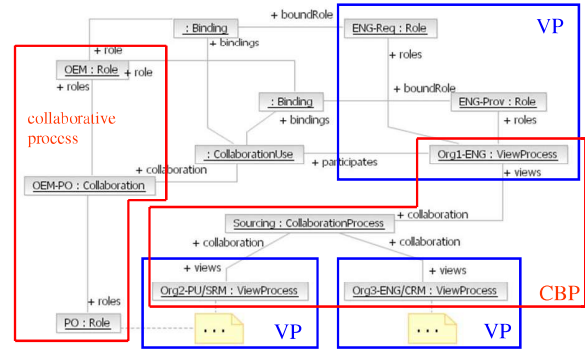 : Binding
+ boundRole
ENG-Req : Role
VP
+ role
+ bindings
+ roles
OEM : Role
+ role
+ roles
+ boundRole
collaborative
process
: Binding
ENG-Prov : Role
+ bindings
+ roles
: CollaborationUse
+ participates
Org1-ENG : ViewProcess
+ collaboration
+ views
OEM-PO : Collaboration
+ collaboration
Sourcing : CollaborationProcess
+ collaboration
+ collaboration
+ views
+ views
Org2-PU/SRM : ViewProcess
Org3-ENG/CRM : ViewProcess
CBP
+ roles
PO : Role
...
VP
...
VP